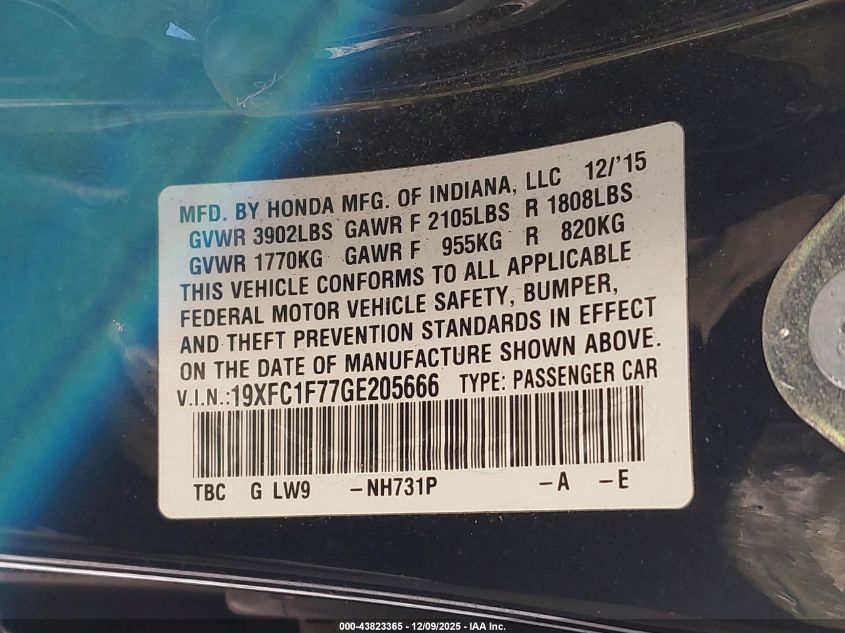 MFD. BY HONDA MFG. OF INDIANA, LLC 12/'15
GVWR 3902LBS GAWR F 2105LBS R 1808LBS
GVWR 1770KG GAWR F 955KG R 820KG
THIS VEHICLE CONFORMS TO ALL APPLICABLE
FEDERAL MOTOR VEHICLE SAFETY, BUMPER,
AND THEFT PREVENTION STANDARDS IN EFFECT
ON THE DATE OF MANUFACTURE SHOWN ABOVE.
V.I.N.:19XFC1F77GE205666 TYPE: PASSENGER CAR
TBC G LW9 -NH731P -A -E
000-43823365 - 12/09/2025 - IAA Inc.